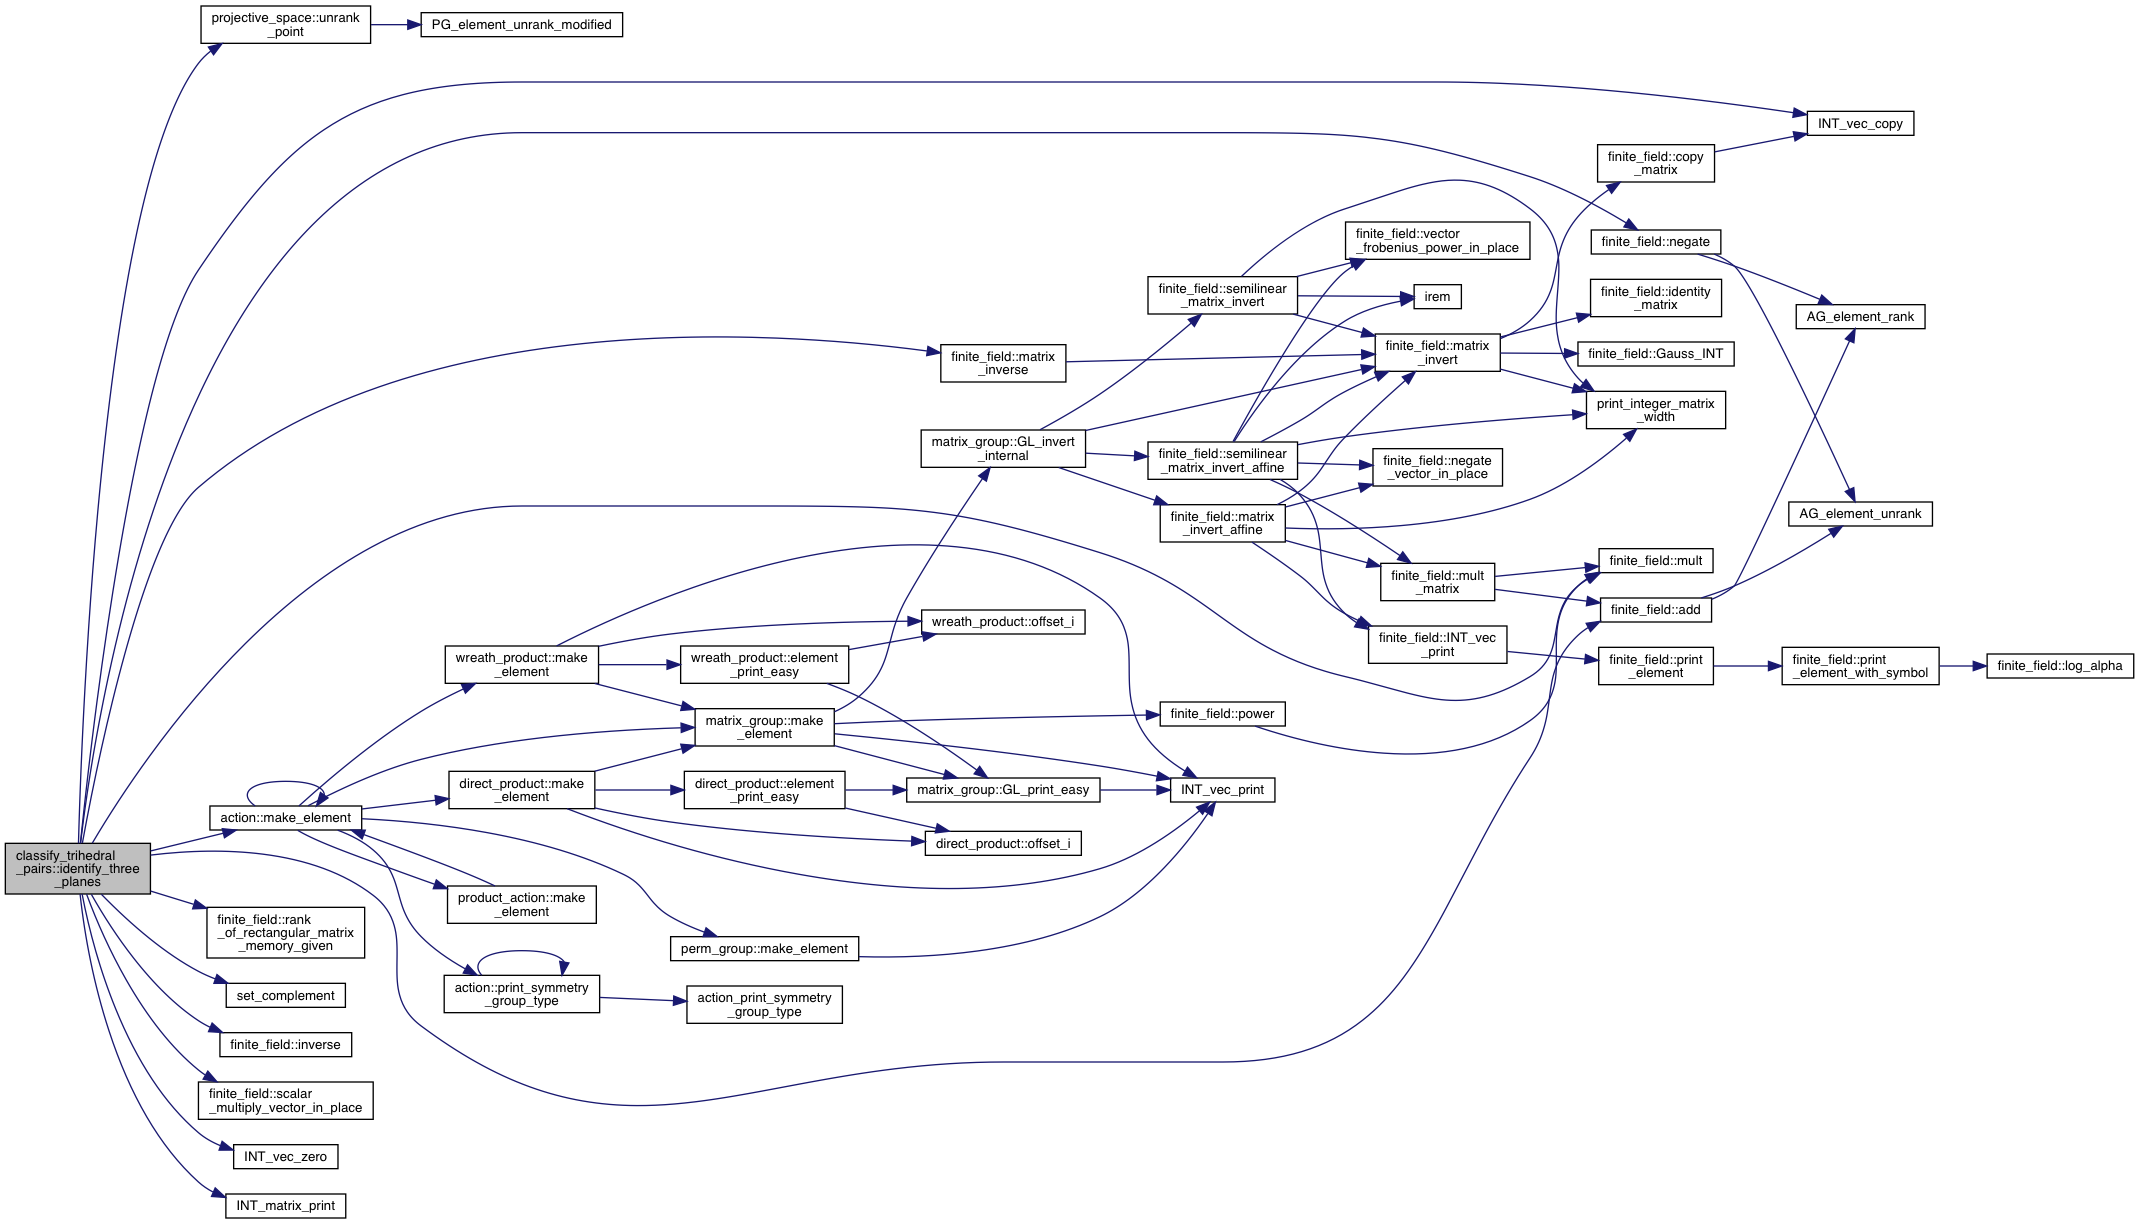 projective_space::unrank
_point
PG_element_unrank_modified
INT_vec_copy
finite_field::copy
_matrix
finite_field::negate
finite_field::vector
_frobenius_power_in_place
finite_field::semilinear
_matrix_invert
irem
finite_field::identity
_matrix
AG_element_rank
finite_field::matrix
_inverse
finite_field::matrix
_invert
finite_field::Gauss_INT
print_integer_matrix
_width
matrix_group::GL_invert
_internal
finite_field::semilinear
_matrix_invert_affine
finite_field::negate
_vector_in_place
finite_field::matrix
_invert_affine
AG_element_unrank
finite_field::mult
finite_field::mult
_matrix
finite_field::add
wreath_product::offset_i
finite_field::INT_vec
_print
wreath_product::make
_element
wreath_product::element
_print_easy
finite_field::print
_element
finite_field::print
_element_with_symbol
finite_field::log_alpha
matrix_group::make
_element
finite_field::power
direct_product::make
_element
direct_product::element
_print_easy
matrix_group::GL_print_easy
INT_vec_print
action::make_element
direct_product::offset_i
classify_trihedral
_pairs::identify_three
_planes
product_action::make
_element
finite_field::rank
_of_rectangular_matrix
_memory_given
perm_group::make_element
set_complement
action::print_symmetry
_group_type
action_print_symmetry
_group_type
finite_field::inverse
finite_field::scalar
_multiply_vector_in_place
INT_vec_zero
INT_matrix_print